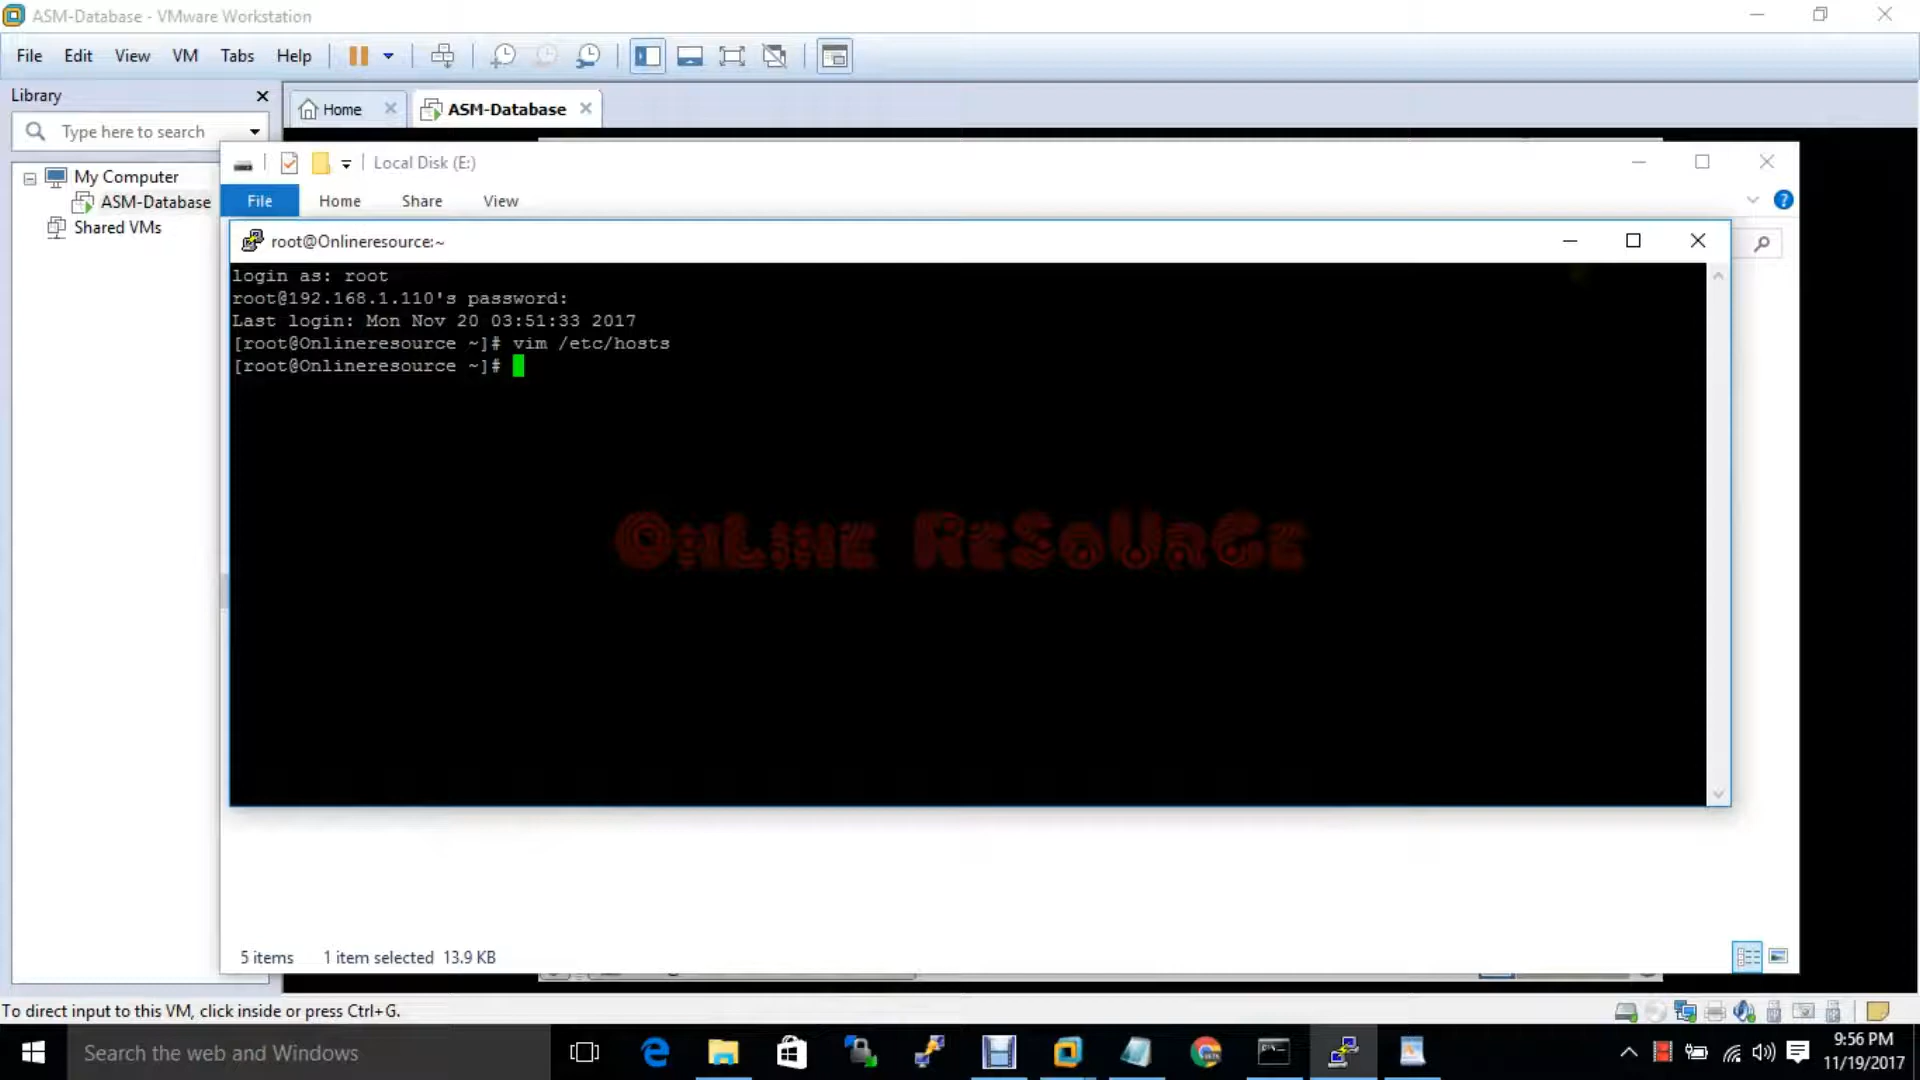 ASM-Database - VMware Workstation
File Edit View VM Tabs Help
Library
Home
ASM-Database
Type here to search
My Computer
ASM-Database
Shared VMs
Local Disk (E:)
File Home Share View
root@Onlineresource:~
login as: root
root@192.168.1.110's password:
Last login: Mon Nov 20 03:51:33 2017
[root@Onlineresource ~]# vim /etc/hosts
[root@Onlineresource ~]#
OnLine ReSoUrCe
5 items 1 item selected 13.9 KB
To direct input to this VM, click inside or press Ctrl+G.
Search the web and Windows
9:56 PM
11/19/2017